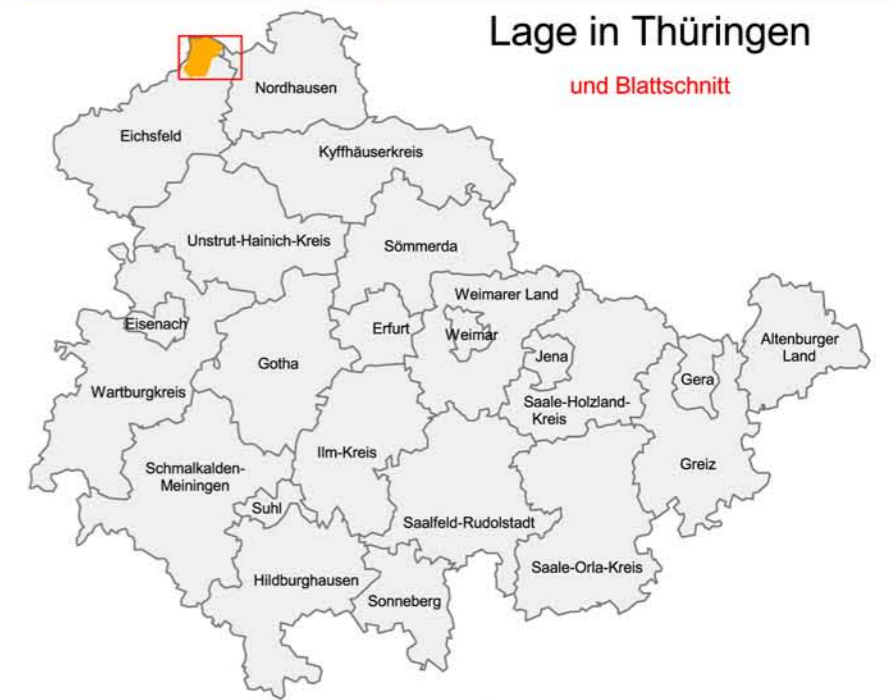 Lage in Thüringen
und Blattschnitt
Nordhausen
Eichsfeld
Kyffhäuserkreis
Unstrut-Hainich-Kreis
Sömmerda
Weimarer Land
Eisenach
Erfurt
Weimar
Altenburger
Land
Jena
Gotha
Gera
Wartburgkreis
Saale-Holzland-
Kreis
Ilm-Kreis
Schmalkalden-
Meiningen
Greiz
Suhl
Saalfeld-Rudolstadt
Saale-Orla-Kreis
Hildburghausen
Sonneberg